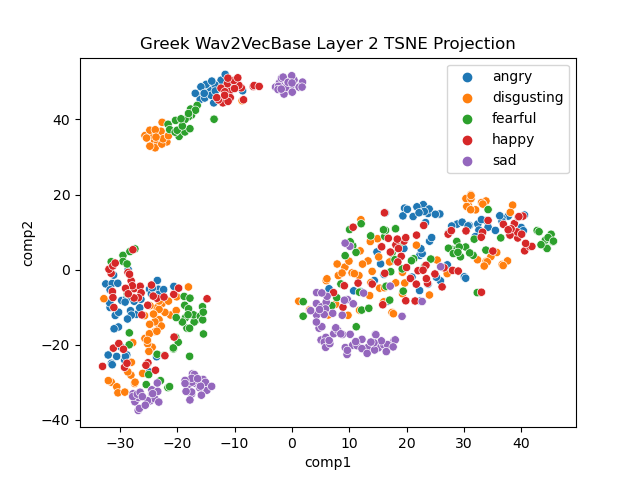 Greek Wav2VecBase Layer 2 TSNE Projection
angry
disgusting
fearful
happy
sad
comp2
40
20
0
−20
−40
−30
−20
−10
0
10
20
30
40
comp1